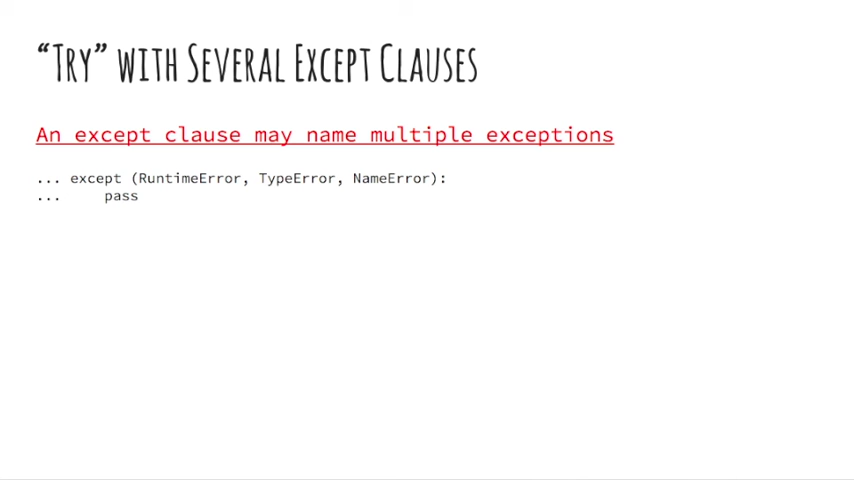 “Try” with Several Except Clauses
An except clause may name multiple exceptions
... except (RuntimeError, TypeError, NameError):
...     pass